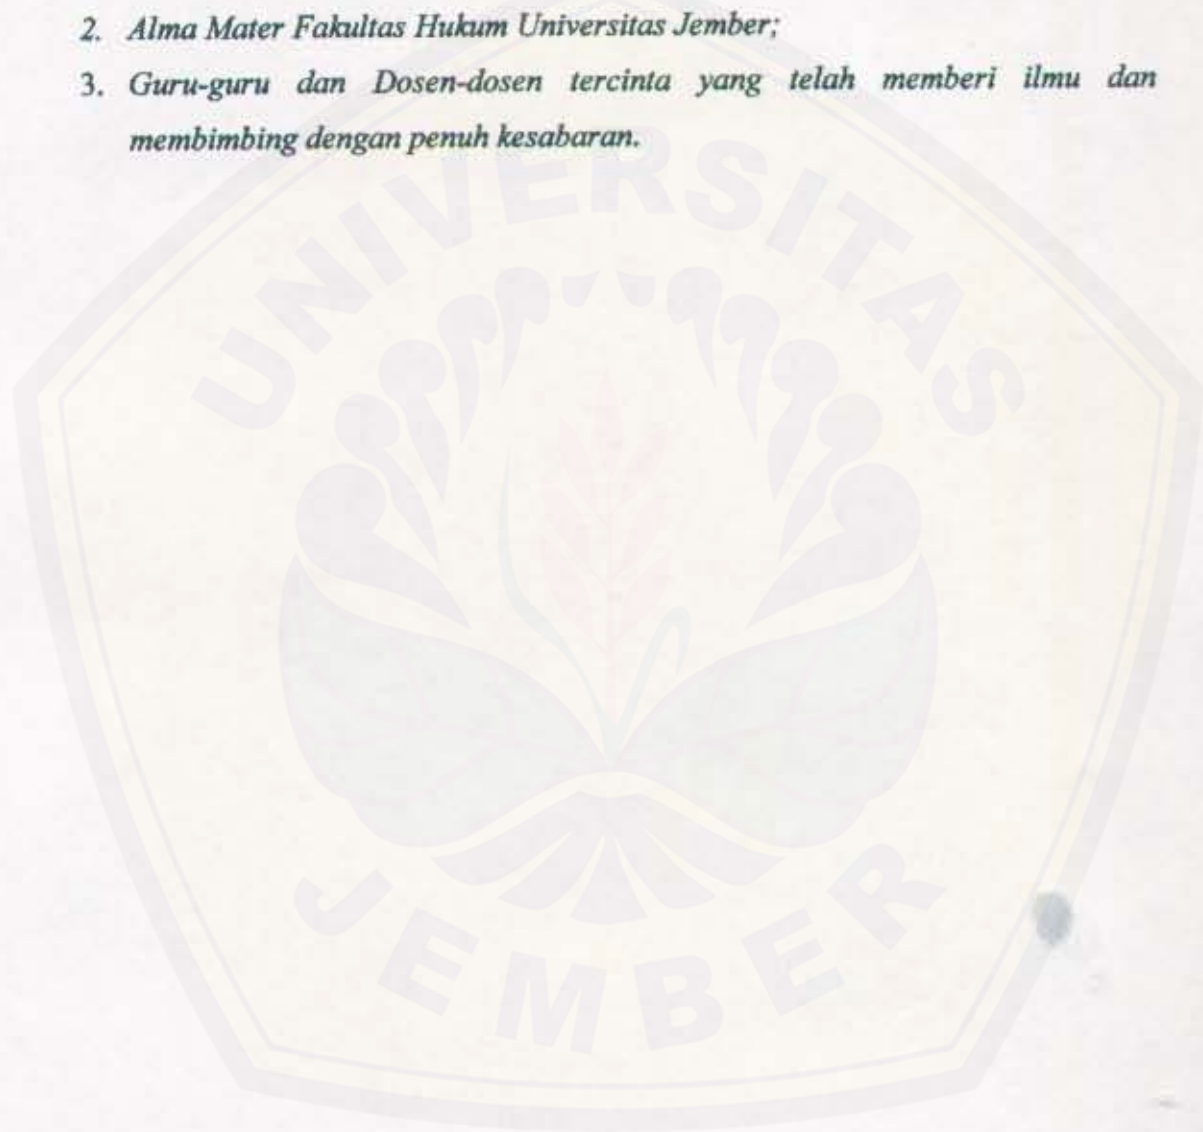 2. Alma Mater Fakultas Hukum Universitas Jember;
3. Guru-guru dan Dosen-dosen tercinta yang telah memberi ilmu dan
membimbing dengan penuh kesabaran.
UNIVERSITAS
JEMBER